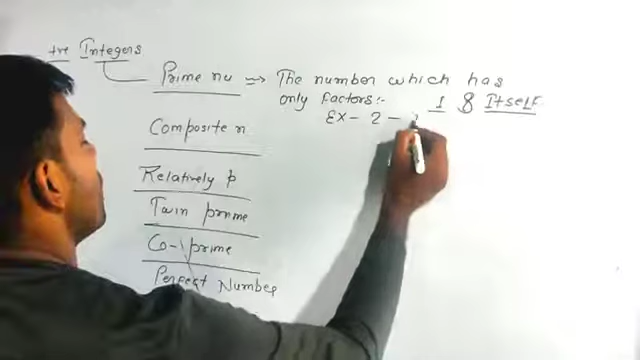 +ve Integers
Prime nu ⇒ The number which has
only factors:- 1 & Itself
Ex - 2 -
Composite n
Relatively p
Twin prime
Co-prime
Perfect Number